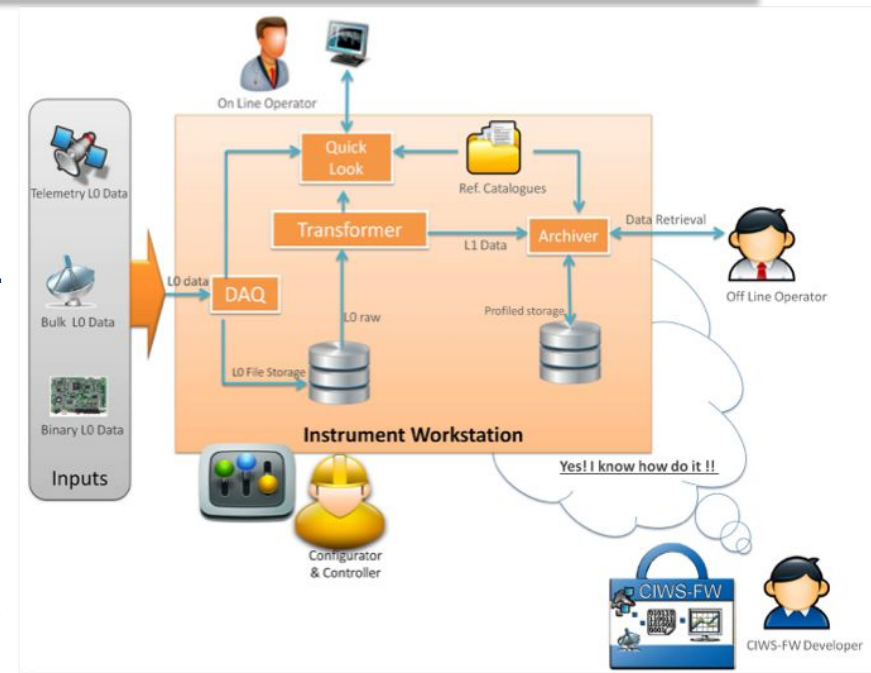 On Line Operator
Telemetry L0 Data
Bulk L0 Data
Binary L0 Data
Inputs
L0 data
DAQ
Quick
Look
Ref. Catalogues
Transformer
L1 Data
Archiver
Data Retrieval
Off Line Operator
L0 raw
L0 File Storage
Profiled storage
Instrument Workstation
Configurator
& Controller
Yes! I know how do it !!
CIWS-FW
CIWS-FW Developer